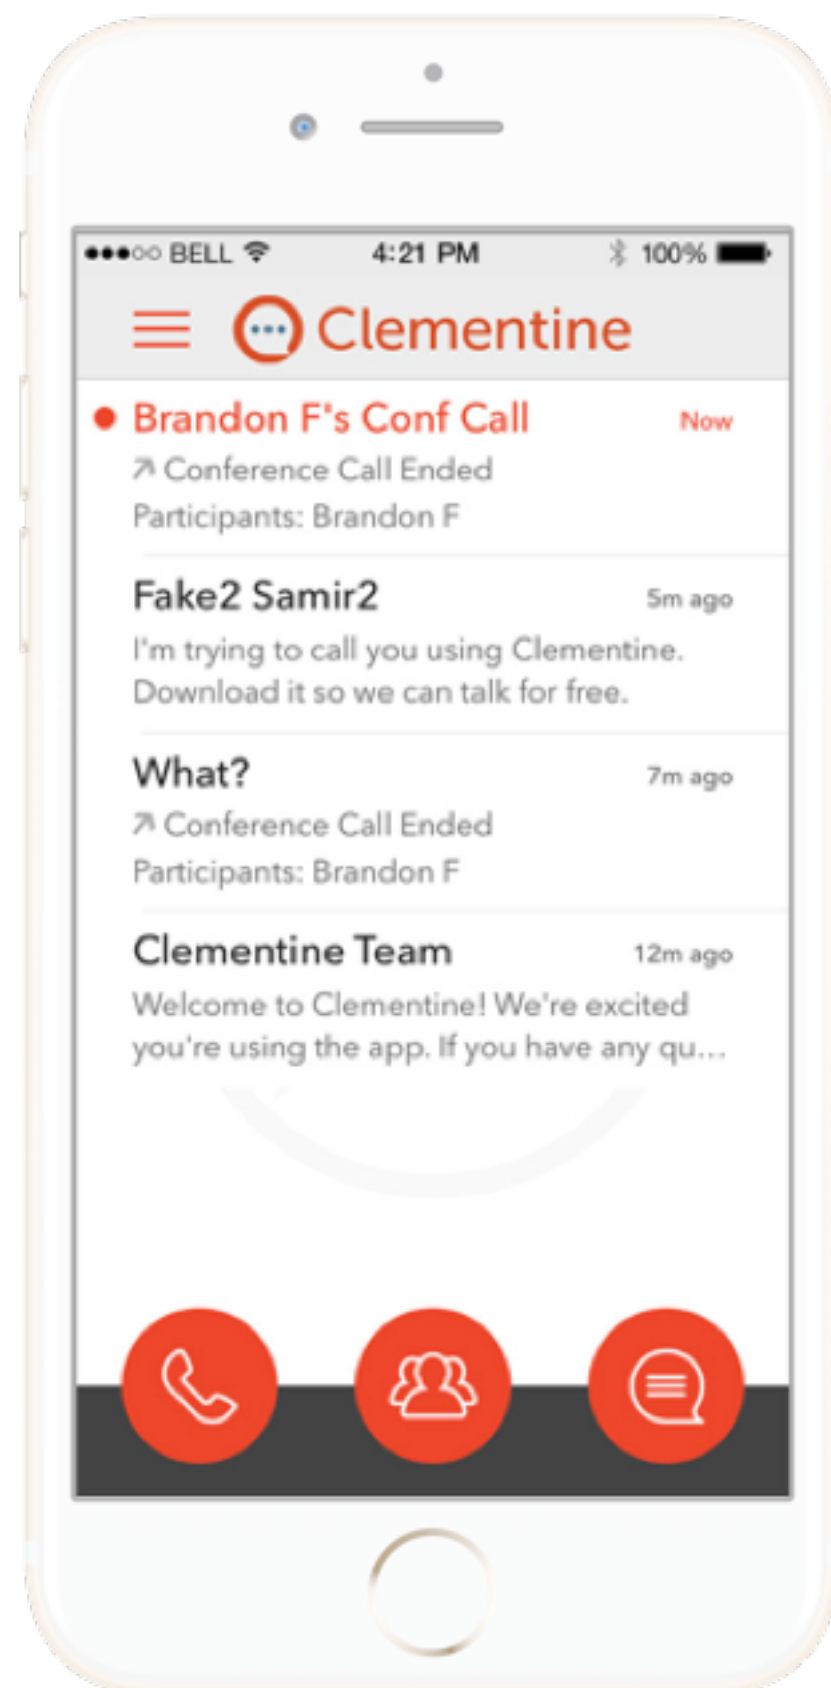 BELL 4:21 PM 100%
Clementine
Brandon F's Conf Call Now
Conference Call Ended
Participants: Brandon F
Fake2 Samir2 5m ago
I'm trying to call you using Clementine.
Download it so we can talk for free.
What? 7m ago
Conference Call Ended
Participants: Brandon F
Clementine Team 12m ago
Welcome to Clementine! We're excited
you're using the app. If you have any qu...